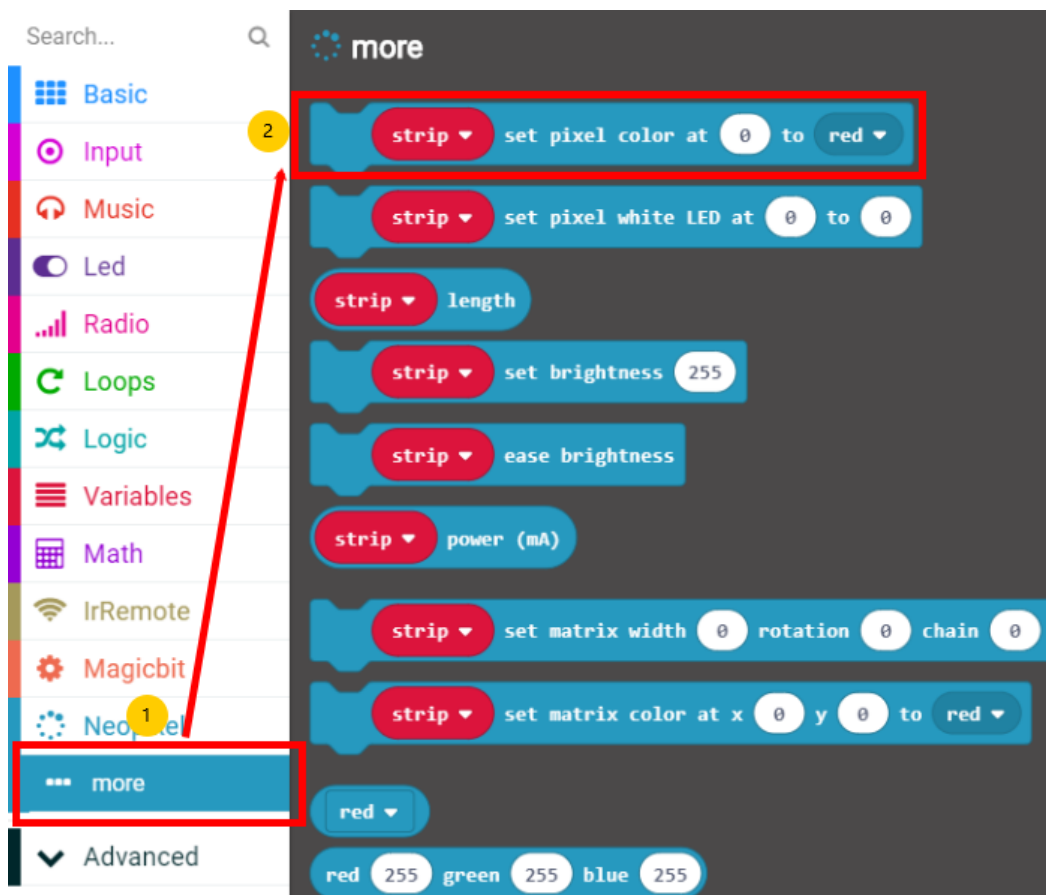 Search...
Basic
Input
Music
Led
Radio
Loops
Logic
Variables
Math
IrRemote
Magicbit
1
Neopixel
more
Advanced
more
2
strip set pixel color at 0 to red
strip set pixel white LED at 0 to 0
strip length
strip set brightness 255
strip ease brightness
strip power (mA)
strip set matrix width 0 rotation 0 chain 0
strip set matrix color at x 0 y 0 to red
red
red 255 green 255 blue 255